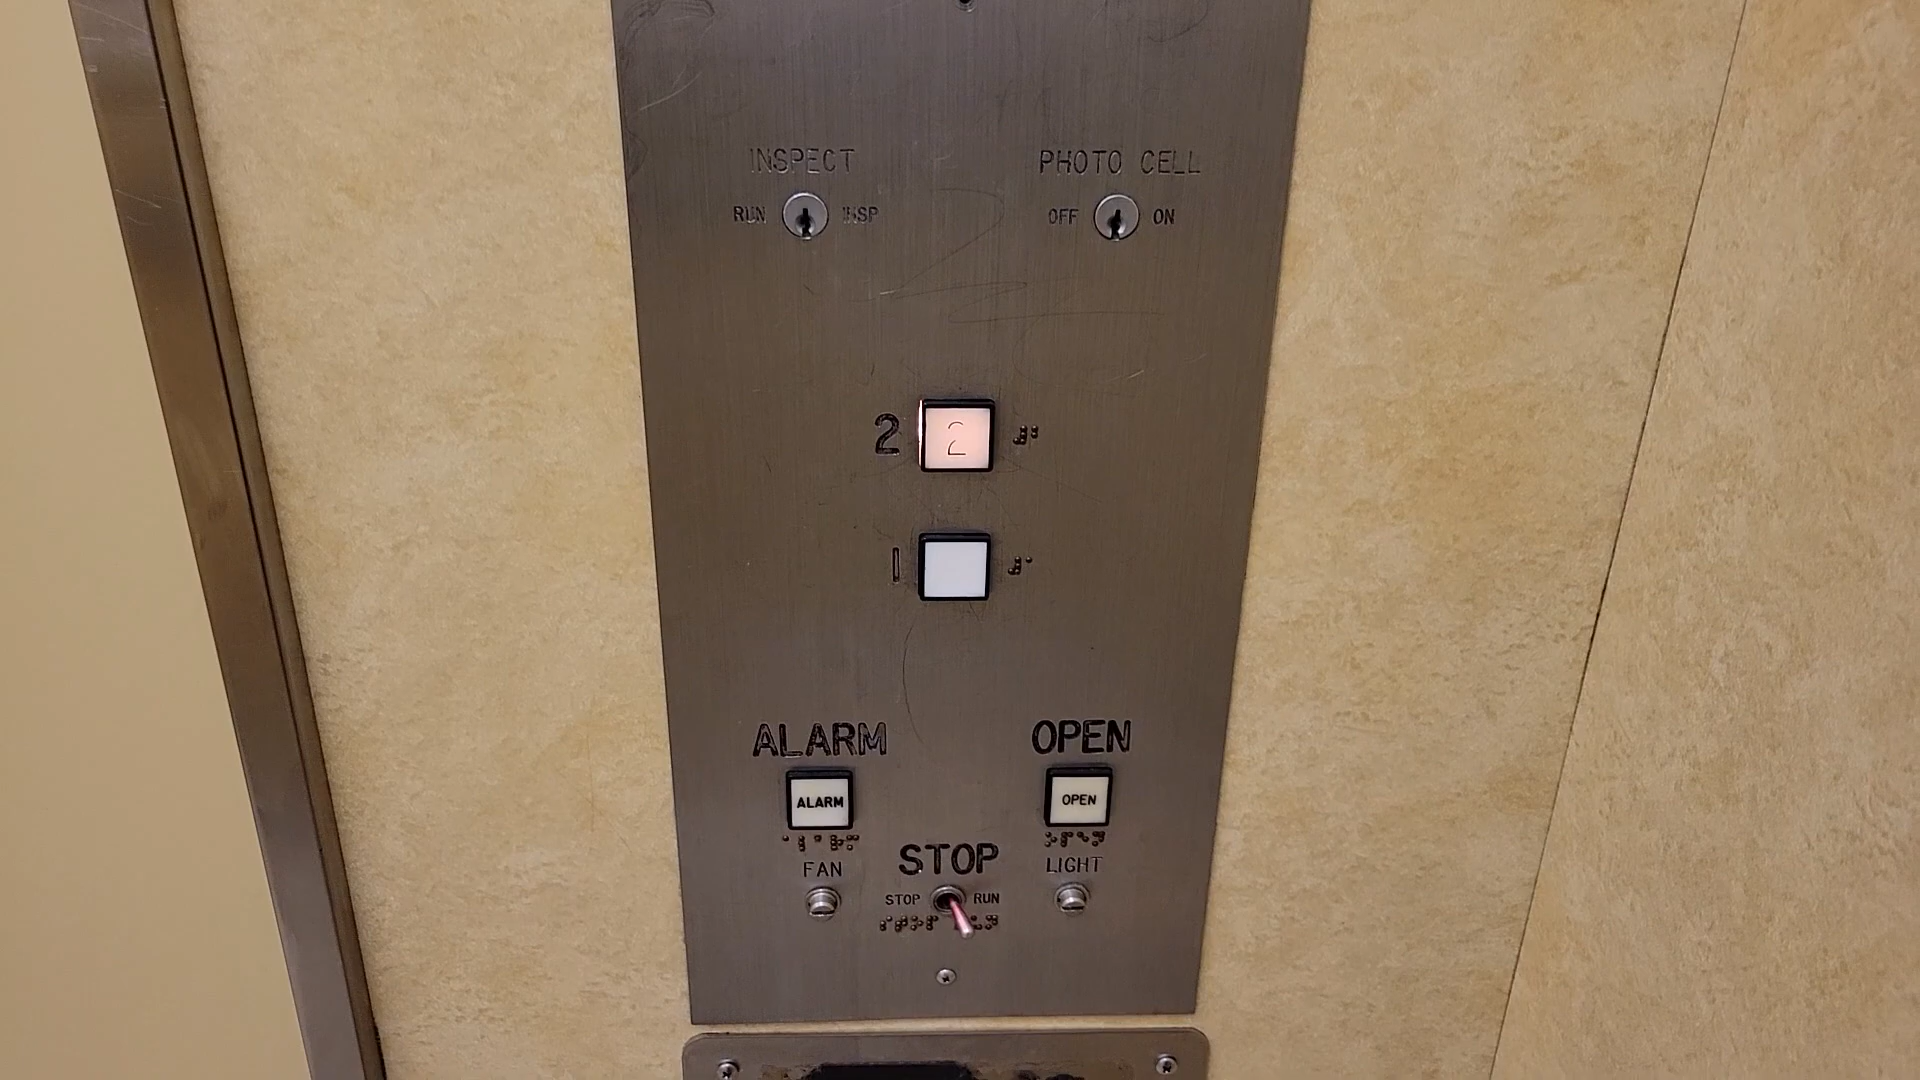 INSPECT
PHOTO CELL
RUN INSP
OFF ON
2 2
1
ALARM
OPEN
ALARM
OPEN
FAN
STOP
LIGHT
STOP RUN